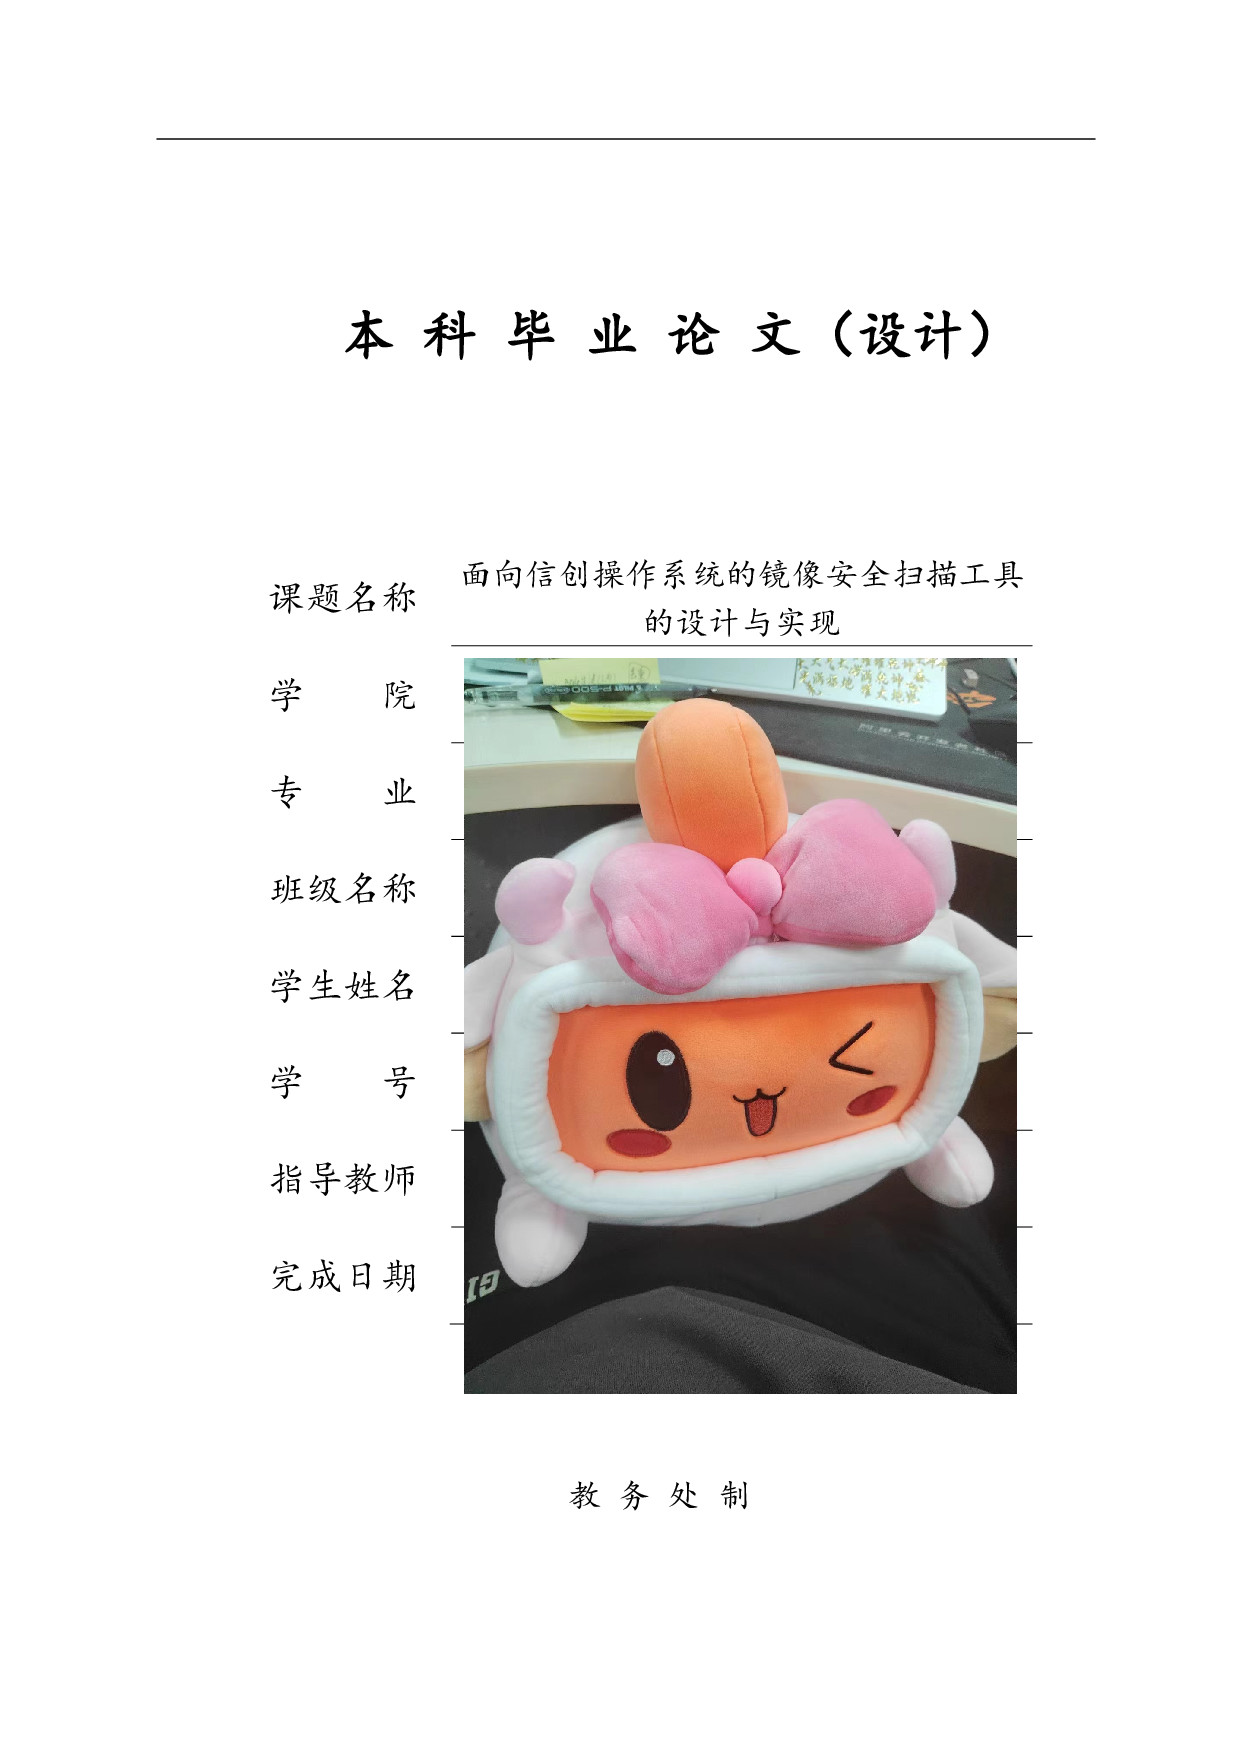 本科毕业论文（设计）
课题名称 面向信创操作系统的镜像安全扫描工具
的设计与实现
学院
PILOT P-500
专业
班级名称
学生姓名
学号
指导教师
完成日期
GI
教务处制